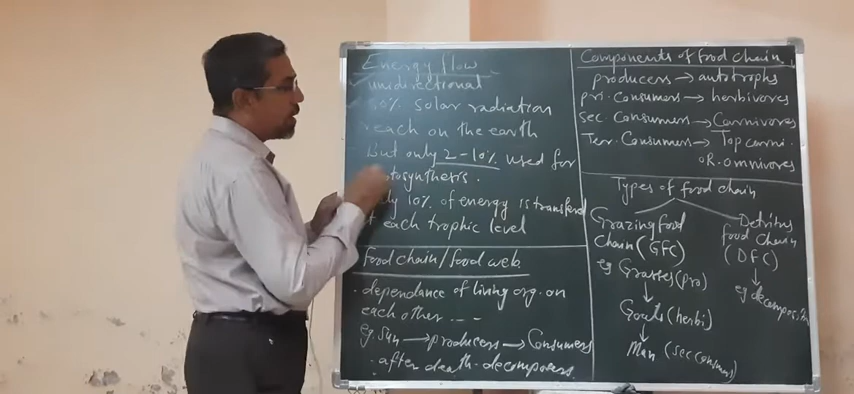 Energy flow
unidirectional
50% solar radiation
reach on the earth
But only 2-10% used for
10% of energy is transferd
each trophic level
food chain/food web
. dependance of living org. on
each other . - -
eg. Sun → producers → Consumers
. after death - decomposers.
Components of food chain
producers → autotrophs
pri. Consumers → herbivores
Sec. Consumers → Carnivores
Ter. Consumers → Top carni.
OR. omnivores
Types of food chain
Grazing food
chain (GFC)
eg Grasses (pro)
↓
Goats (herbi)
↓
Man (sec consumers)
Detritus
food chain
(DFC)
↓